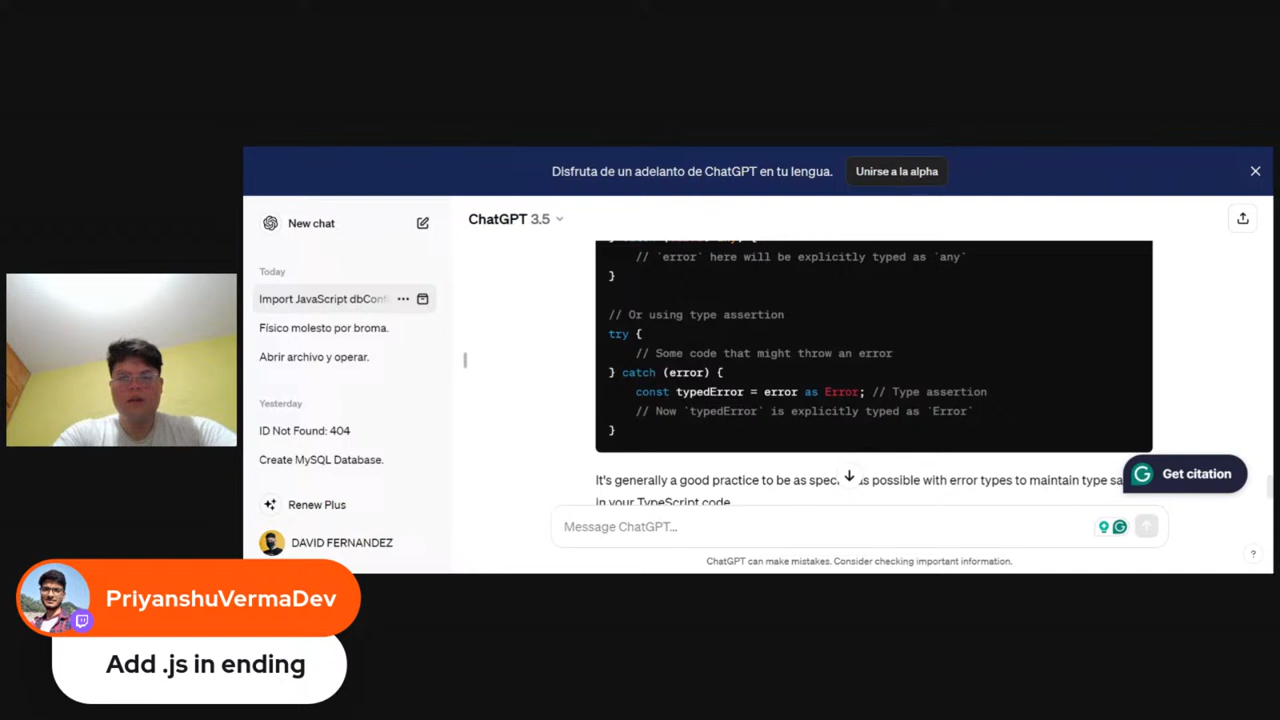 Disfruta de un adelanto de ChatGPT en tu lengua. Unirse a la alpha
New chat
ChatGPT 3.5
Today
Import JavaScript dbConf
Físico molesto por broma.
Abrir archivo y operar.
Yesterday
ID Not Found: 404
Create MySQL Database.
Renew Plus
DAVID FERNANDEZ
// `error` here will be explicitly typed as `any`
}
// Or using type assertion
try {
// Some code that might throw an error
} catch (error) {
const typedError = error as Error; // Type assertion
// Now `typedError` is explicitly typed as `Error`
}
It's generally a good practice to be as spec as possible with error types to maintain type sa
in your TypeScript code.
Get citation
Message ChatGPT...
ChatGPT can make mistakes. Consider checking important information.
?
PriyanshuVermaDev
Add .js in ending